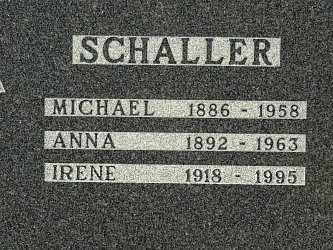 SCHALLER
MICHAEL 1886 - 1958
ANNA 1892 - 1963
IRENE 1918 - 1995